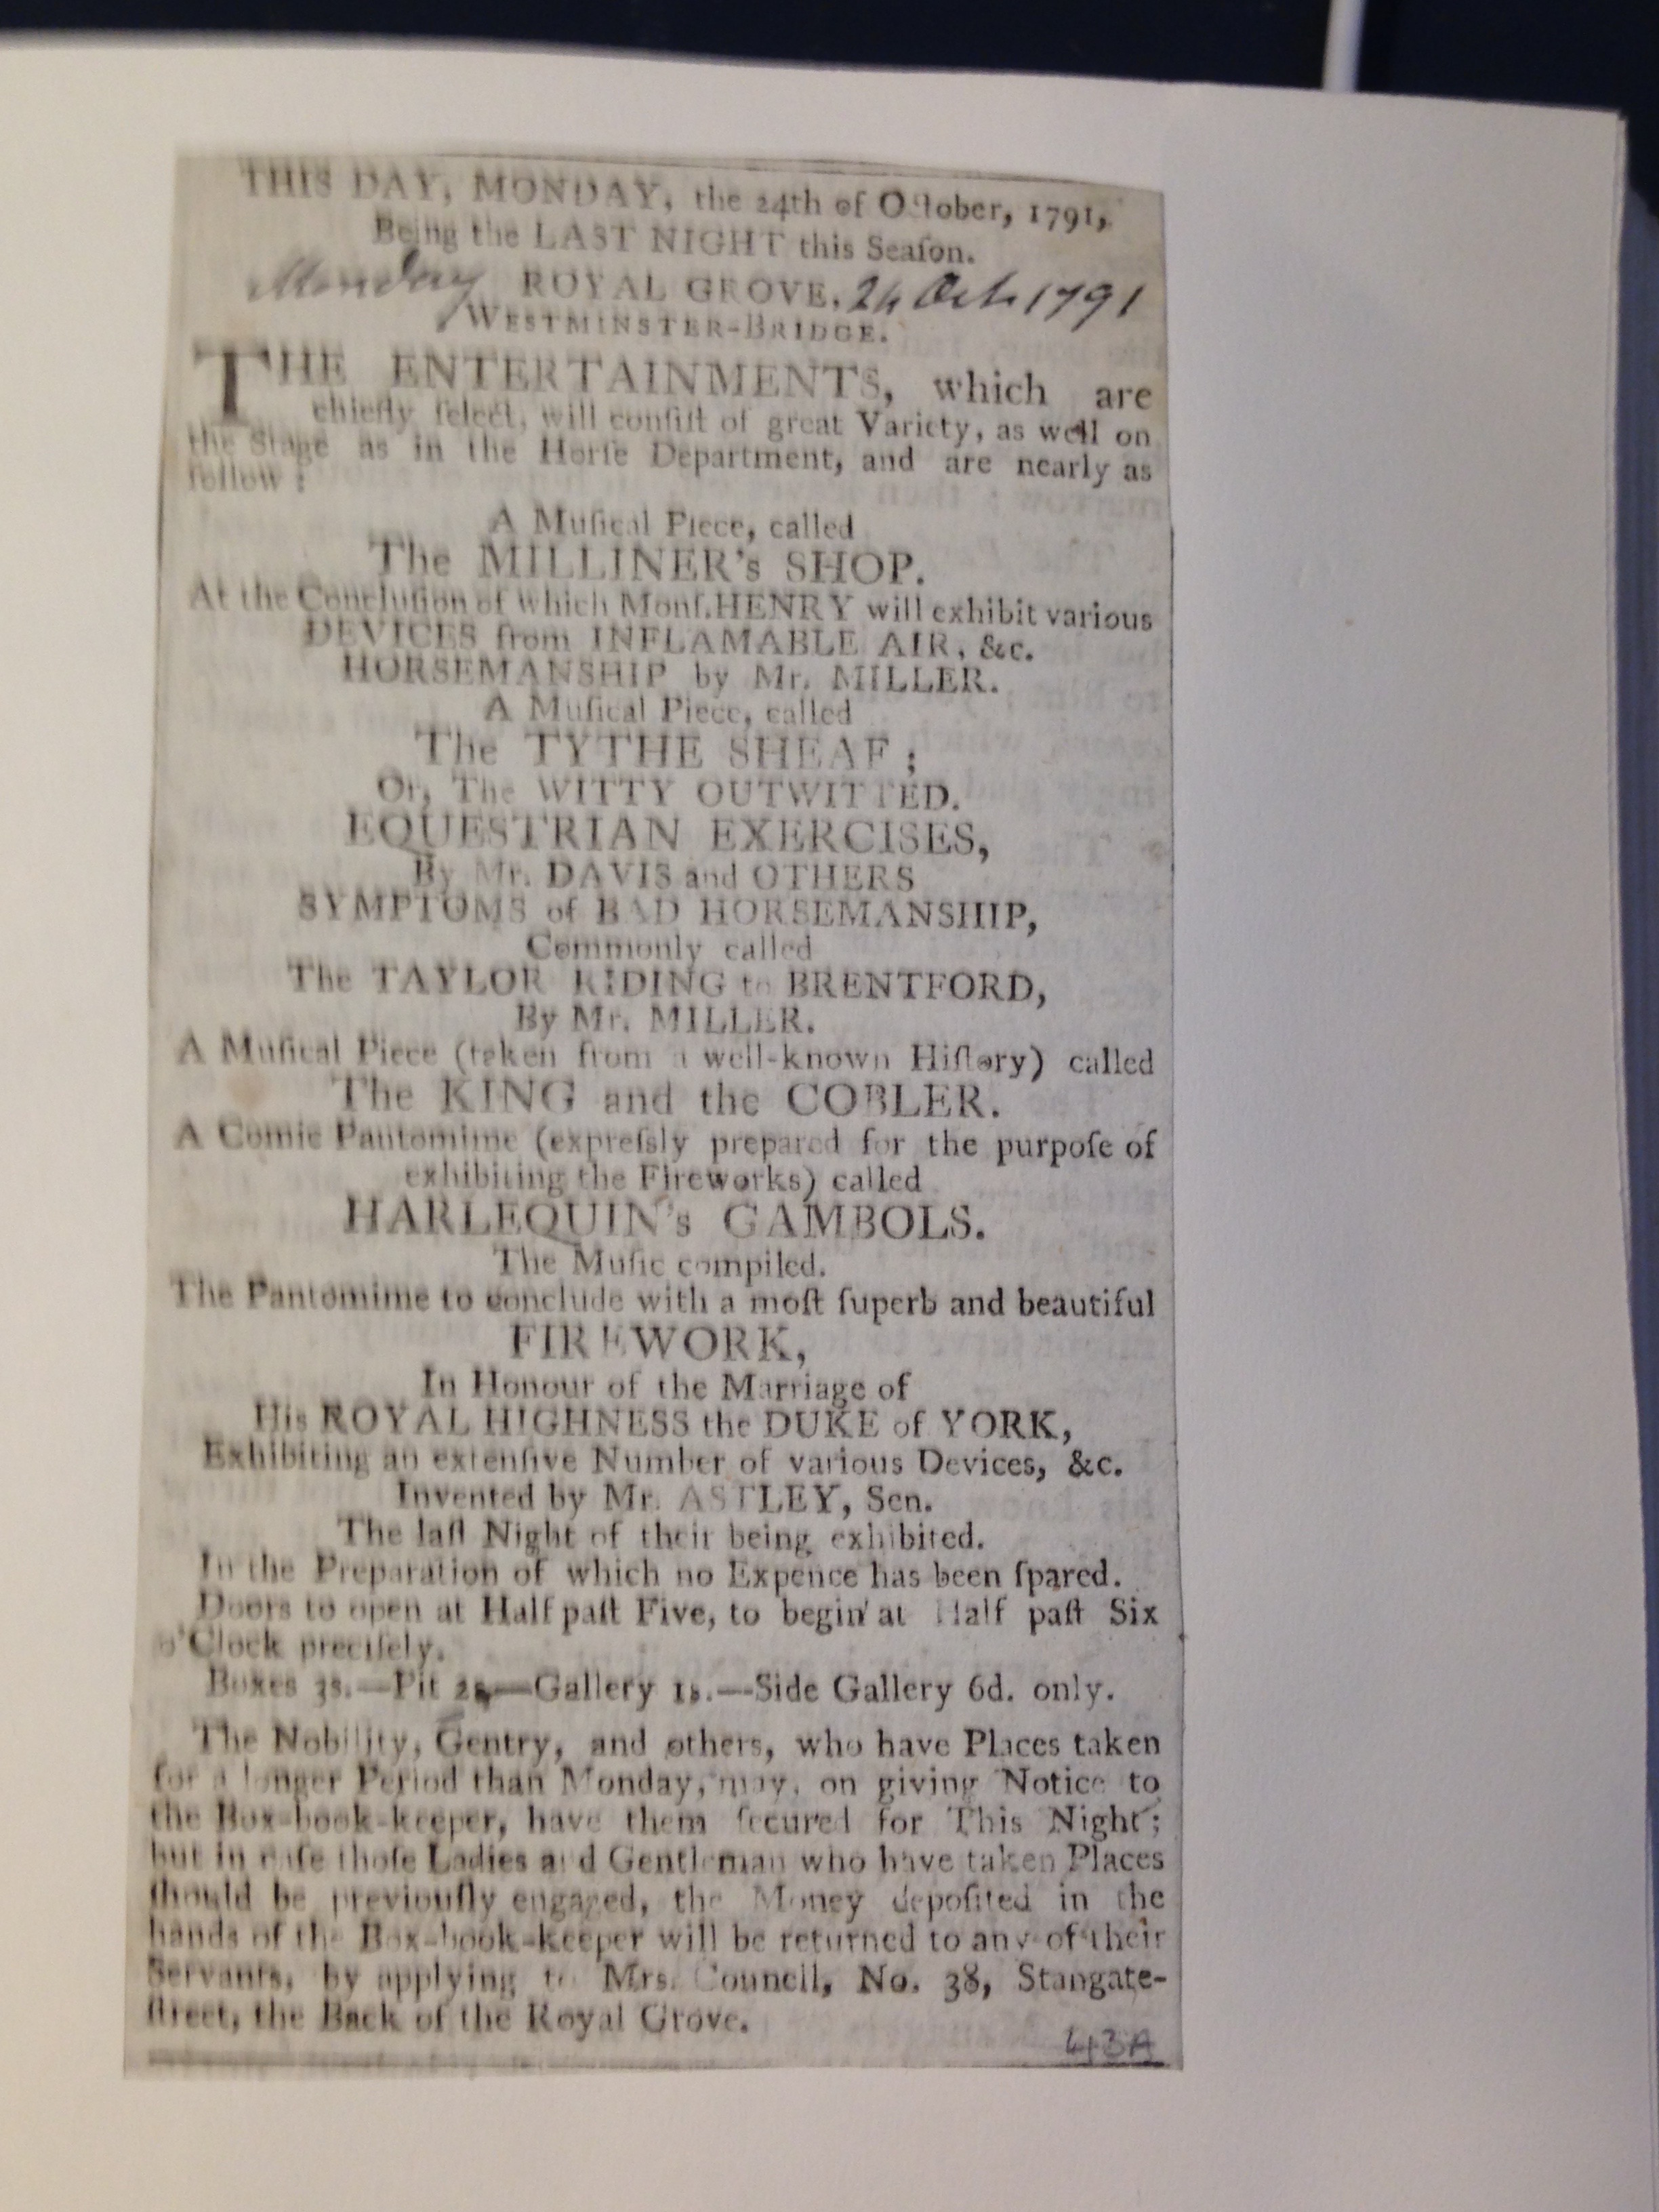 THIS DAY, MONDAY, the 24th of October, 1791,
Being the LAST NIGHT this Seaſon.
Monday ROYAL GROVE, 24 Oct 1791
WESTMINSTER-BRIDGE.
THE ENTERTAINMENTS, which are
chiefly ſelect, will conſiſt of great Variety, as well on
the Stage as in the Horſe Department, and are nearly as
follow:
A Muſical Piece, called
The MILLINER's SHOP.
At the Concluſion of which Monſ. HENRY will exhibit various
DEVICES from INFLAMABLE AIR, &c.
HORSEMANSHIP by Mr. MILLER.
A Muſical Piece, called
The TYTHE SHEAF;
Or, The WITTY OUTWITTED.
EQUESTRIAN EXERCISES,
By Mr. DAVIS and OTHERS
SYMPTOMS of BAD HORSEMANSHIP,
Commonly called
The TAYLOR RIDING to BRENTFORD,
By Mr. MILLER.
A Muſical Piece (taken from a well-known Hiſtory) called
The KING and the COBLER.
A Comic Pantomime (expreſsly prepared for the purpoſe of
exhibiting the Fireworks) called
HARLEQUIN's GAMBOLS.
The Muſic compiled.
The Pantomime to conclude with a moſt ſuperb and beautiful
FIREWORK,
In Honour of the Marriage of
His ROYAL HIGHNESS the DUKE of YORK,
Exhibiting an extenſive Number of various Devices, &c.
Invented by Mr. ASTLEY, Sen.
The laſt Night of their being exhibited.
In the Preparation of which no Expence has been ſpared.
Doors to open at Half paſt Five, to begin at Half paſt Six
o'Clock preciſely.
Boxes 3s.—Pit 2s.—Gallery 1s.—Side Gallery 6d. only.
The Nobility, Gentry, and others, who have Places taken
for a longer Period than Monday, may, on giving Notice to
the Box-book-keeper, have them ſecured for This Night;
but in caſe thoſe Ladies and Gentleman who have taken Places
ſhould be previouſly engaged, the Money depoſited in the
hands of the Box-book-keeper will be returned to any of their
Servants, by applying to Mrs. Council, No. 38, Stangate-
ſtreet, the Back of the Royal Grove.
43A